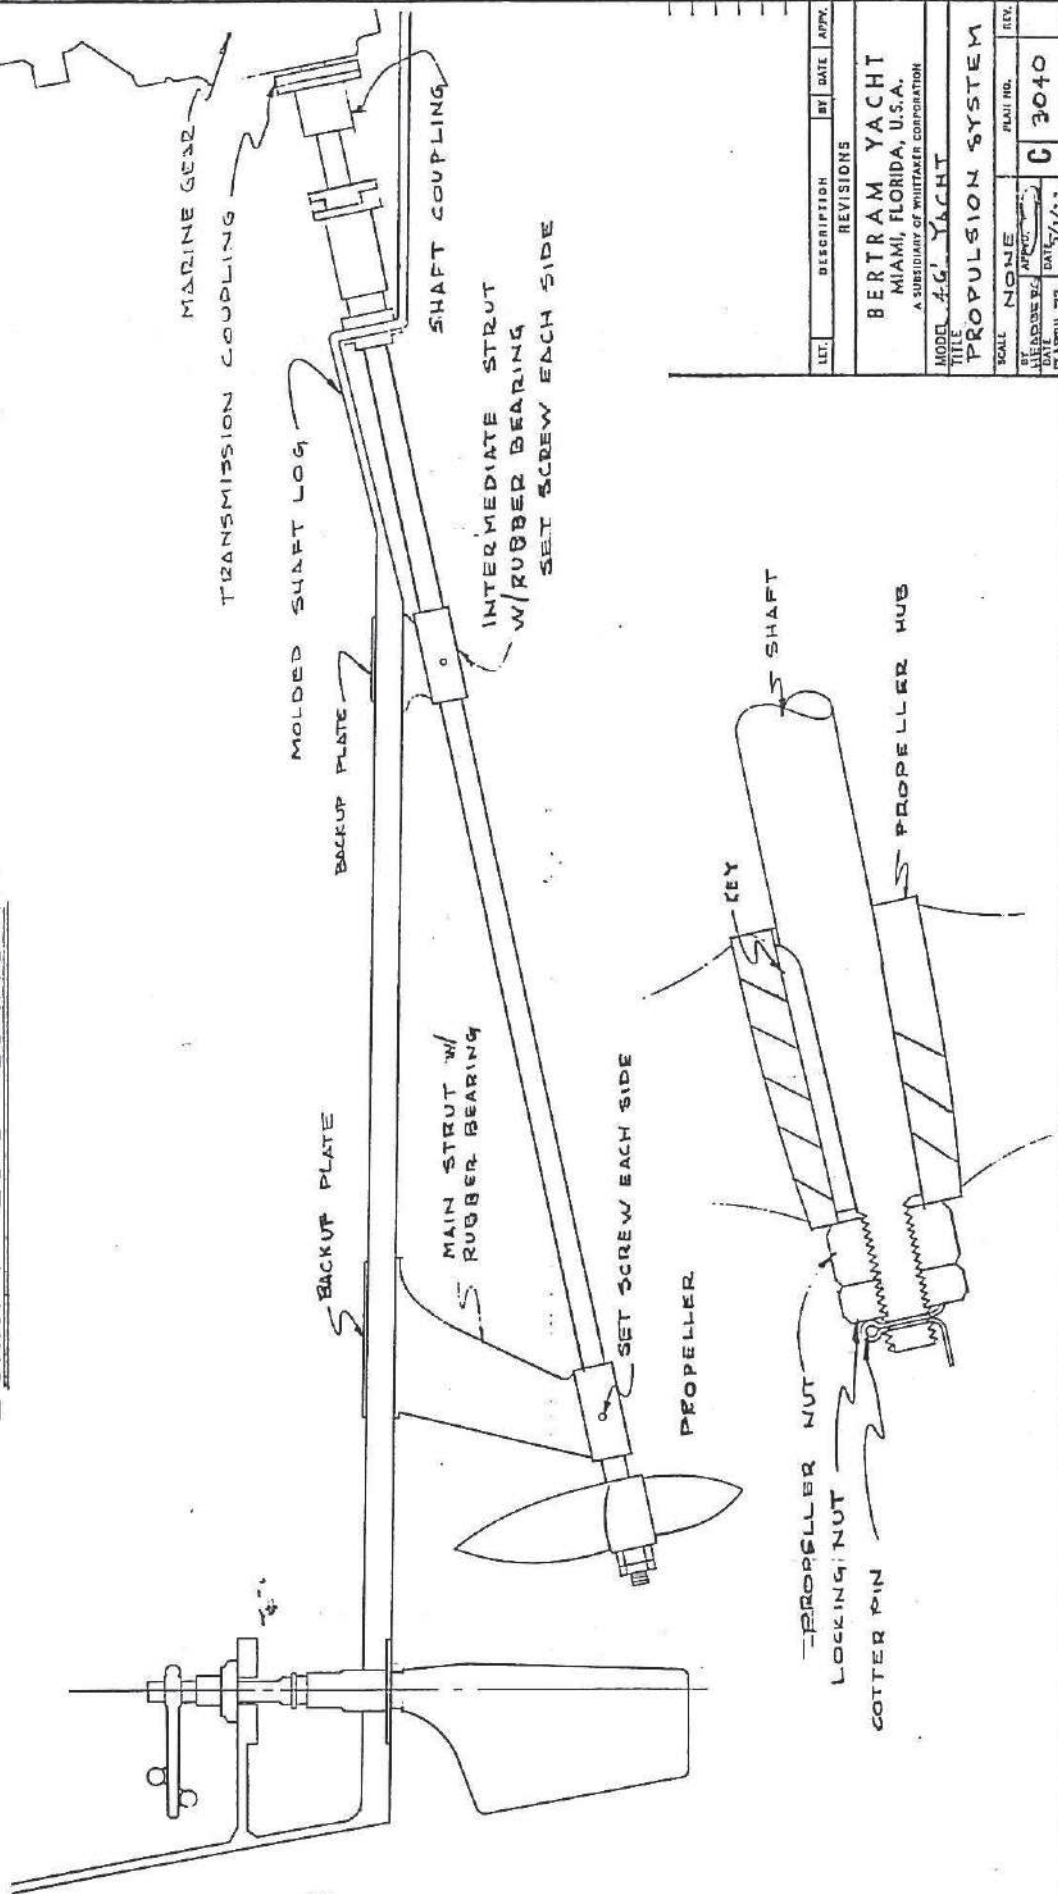 MARINE GEAR
TRANSMISSION COUPLING
SHAFT COUPLING
MOLDED SHAFT LOG
INTERMEDIATE STRUT
W/RUBBER BEARING
SET SCREW EACH SIDE
BACKUP PLATE
BACKUP PLATE
MAIN STRUT W/
RUBBER BEARING
SET SCREW EACH SIDE
PROPELLER
SHAFT
KEY
PROPELLER HUB
PROPELLER NUT
LOCKING NUT
COTTER PIN
LET. DESCRIPTION BY DATE APPV.
REVISIONS
BERTRAM YACHT
MIAMI, FLORIDA, U.S.A.
A SUBSIDIARY OF WHITTAKER CORPORATION
MODEL 46' YACHT
TITLE
PROPULSION SYSTEM
SCALE NONE
PLAN NO. REV.
C 3040
BY HEDBERG APPV'D.
DATE
DATE